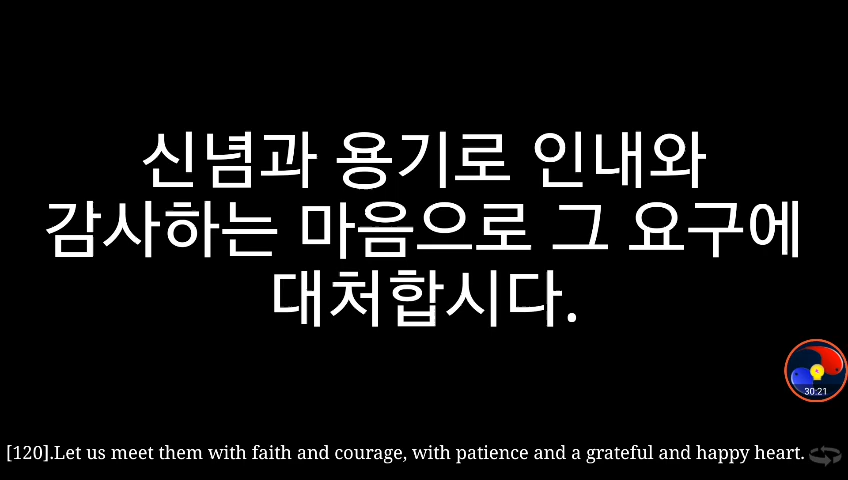 신념과 용기로 인내와
감사하는 마음으로 그 요구에
대처합시다.
30:21
[120].Let us meet them with faith and courage, with patience and a grateful and happy heart.